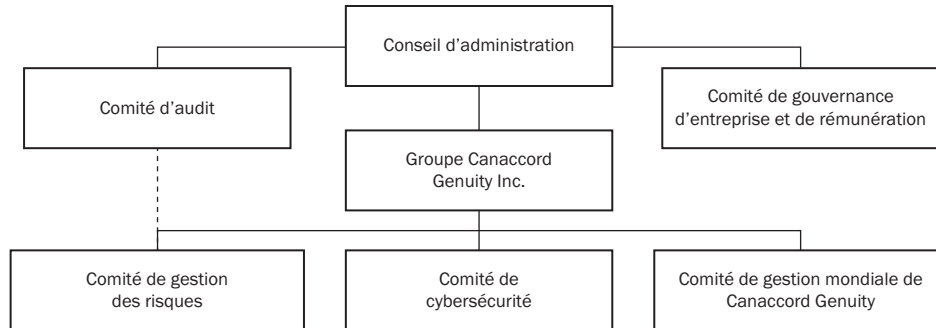 Conseil d’administration
Comité d’audit
Comité de gouvernance
d’entreprise et de rémunération
Groupe Canaccord
Genuity Inc.
Comité de gestion
des risques
Comité de
cybersécurité
Comité de gestion mondiale de
Canaccord Genuity